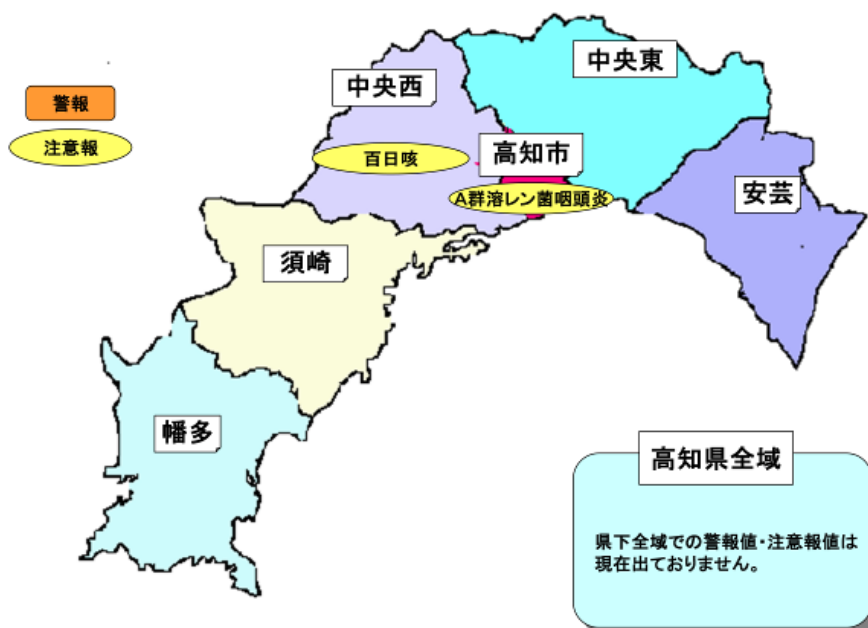 中央東
中央西
警報
注意報
百日咳
高知市
A群溶レン菌咽頭炎
安芸
須崎
幡多
高知県全域
県下全域での警報値・注意報値は
現在出ておりません。